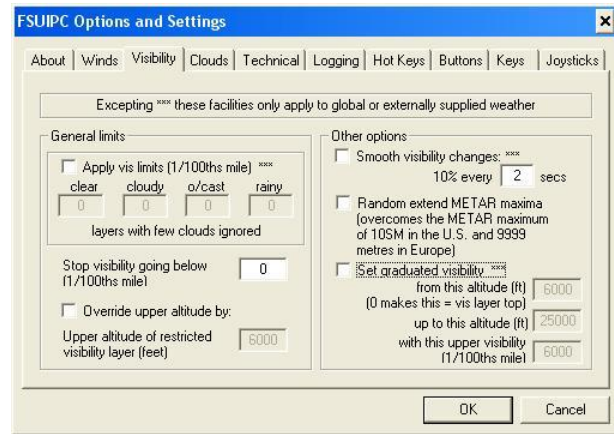 FSUIPC Options and Settings
About Winds Visibility Clouds Technical Logging Hot Keys Buttons Keys Joysticks
Excepting *** these facilities only apply to global or externally supplied weather
General limits
Apply vis limits (1/100ths mile) ***
clear cloudy o/cast rainy
0 0 0 0
layers with few clouds ignored
Stop visibility going below
(1/100ths mile)
0
Override upper altitude by:
Upper altitude of restricted
visibility layer (feet)
6000
Other options
Smooth visibility changes: ***
10% every 2 secs
Random extend METAR maxima
(overcomes the METAR maximum
of 10SM in the U.S. and 9999
metres in Europe)
Set graduated visibility ***
from this altitude (ft) 6000
(0 makes this = vis layer top)
up to this altitude (ft) 25000
with this upper visibility
(1/100ths mile)
6000
OK Cancel